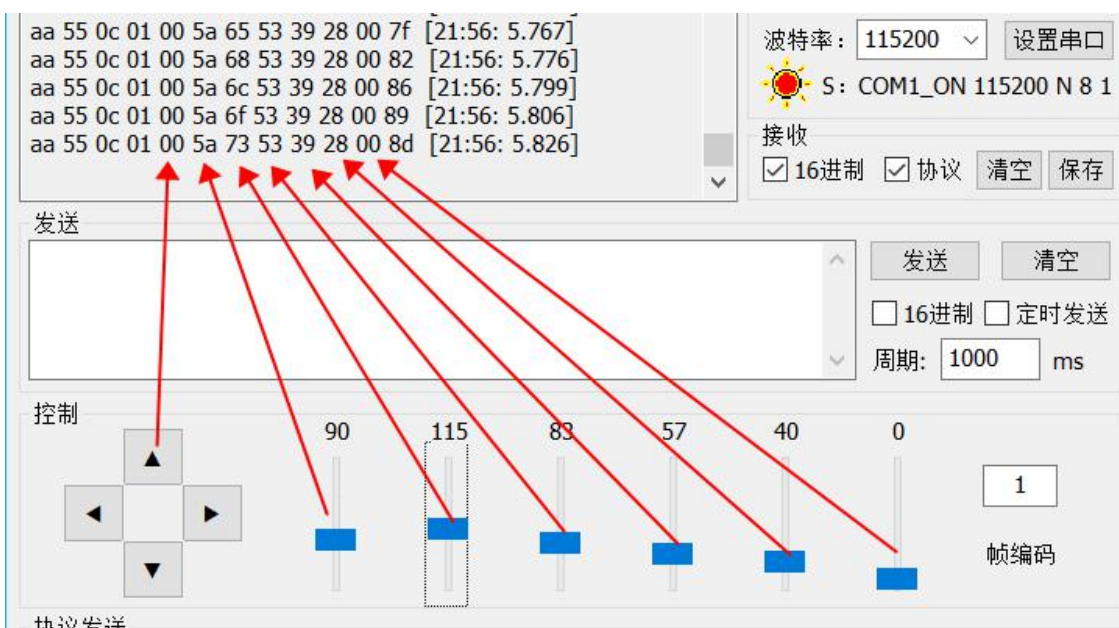 aa 55 0c 01 00 5a 65 53 39 28 00 7f [21:56: 5.767]
aa 55 0c 01 00 5a 68 53 39 28 00 82 [21:56: 5.776]
aa 55 0c 01 00 5a 6c 53 39 28 00 86 [21:56: 5.799]
aa 55 0c 01 00 5a 6f 53 39 28 00 89 [21:56: 5.806]
aa 55 0c 01 00 5a 73 53 39 28 00 8d [21:56: 5.826]
波特率: 115200 设置串口
S: COM1_ON 115200 N 8 1
接收
16进制 协议 清空 保存
发送
发送 清空
16进制 定时发送
周期: 1000 ms
控制
90 115 83 57 40 0
▲
◀ ▶
▼
1
帧编码
协议发送